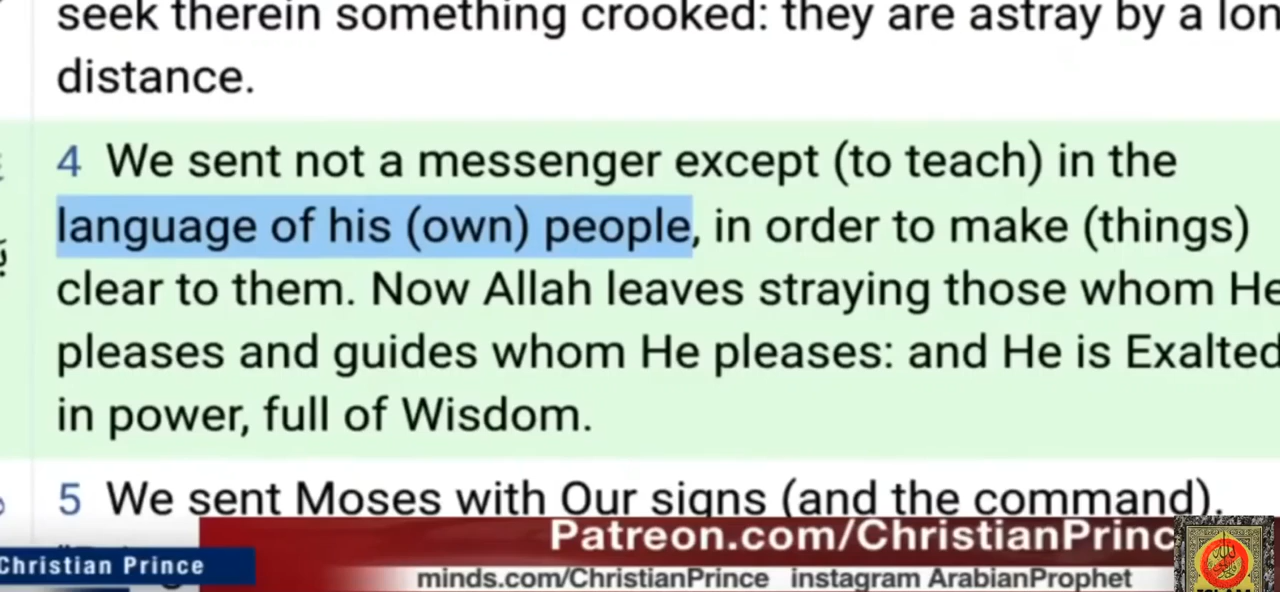 seek therein something crooked: they are astray by a
distance.
4 We sent not a messenger except (to teach) in the
language of his (own) people, in order to make (things)
clear to them. Now Allah leaves straying those whom He
pleases and guides whom He pleases: and He is Exalted
in power, full of Wisdom.
5 We sent Moses with Our signs (and the command).
Patreon.com/ChristianPrinc
Christian Prince
minds.com/ChristianPrince instagram ArabianProphet